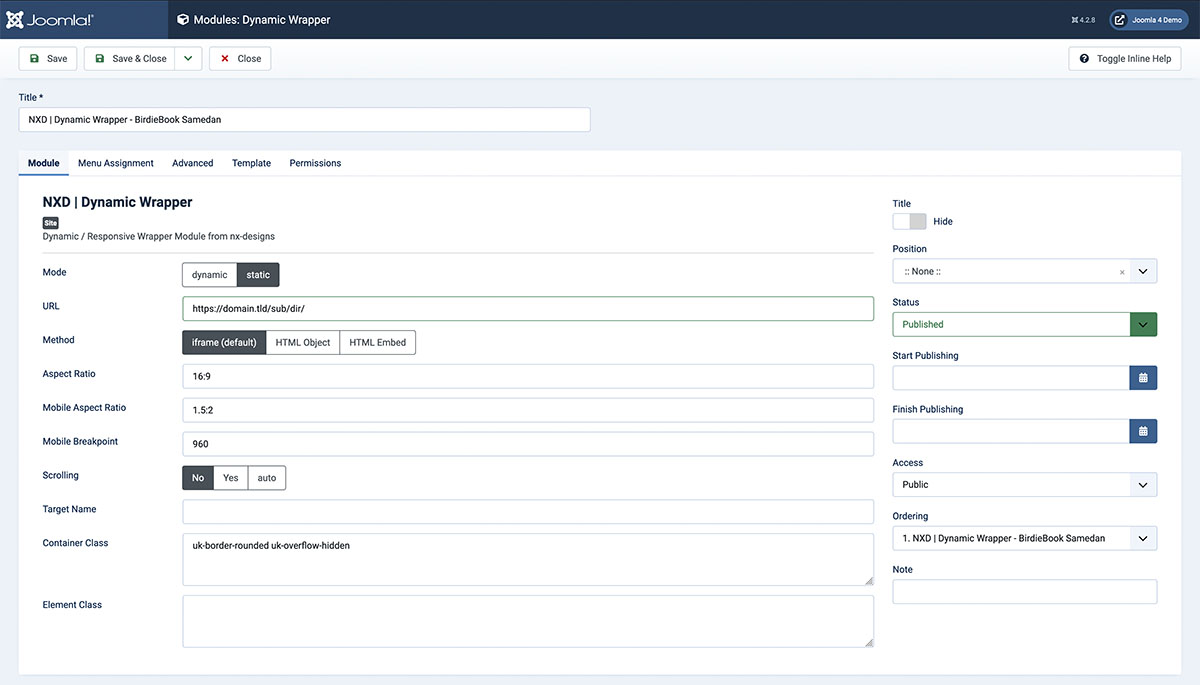 Joomla!® Modules: Dynamic Wrapper 4.2.8 Joomla 4 Demo
Save Save & Close Close Toggle Inline Help
Title *
NXD | Dynamic Wrapper - BirdieBook Samedan
Module Menu Assignment Advanced Template Permissions
NXD | Dynamic Wrapper
Site
Dynamic / Responsive Wrapper Module from nx-designs
Mode dynamic static
URL https://domain.tld/sub/dir/
Method iframe (default) HTML Object HTML Embed
Aspect Ratio 16:9
Mobile Aspect Ratio 1.5:2
Mobile Breakpoint 960
Scrolling No Yes auto
Target Name
Container Class uk-border-rounded uk-overflow-hidden
Element Class
Title
Hide
Position
:: None :: ×
Status
Published
Start Publishing
Finish Publishing
Access
Public
Ordering
1. NXD | Dynamic Wrapper - BirdieBook Samedan
Note